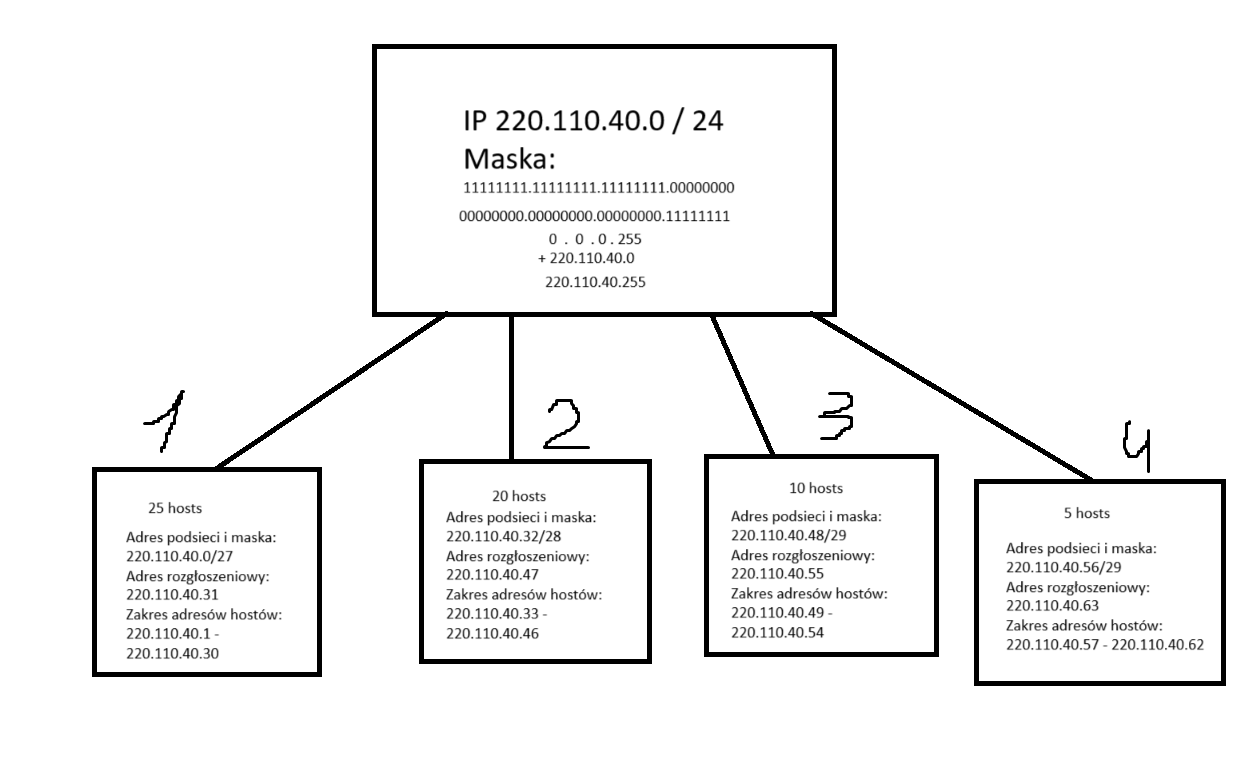 IP 220.110.40.0 / 24
Maska:
11111111.11111111.11111111.00000000
00000000.00000000.00000000.11111111
0 . 0 . 0 . 255
+ 220.110.40.0
220.110.40.255
1
25 hosts
Adres podsieci i maska:
220.110.40.0/27
Adres rozgłoszeniowy:
220.110.40.31
Zakres adresów hostów:
220.110.40.1 -
220.110.40.30
2
20 hosts
Adres podsieci i maska:
220.110.40.32/28
Adres rozgłoszeniowy:
220.110.40.47
Zakres adresów hostów:
220.110.40.33 -
220.110.40.46
3
10 hosts
Adres podsieci i maska:
220.110.40.48/29
Adres rozgłoszeniowy:
220.110.40.55
Zakres adresów hostów:
220.110.40.49 -
220.110.40.54
4
5 hosts
Adres podsieci i maska:
220.110.40.56/29
Adres rozgłoszeniowy:
220.110.40.63
Zakres adresów hostów:
220.110.40.57 - 220.110.40.62